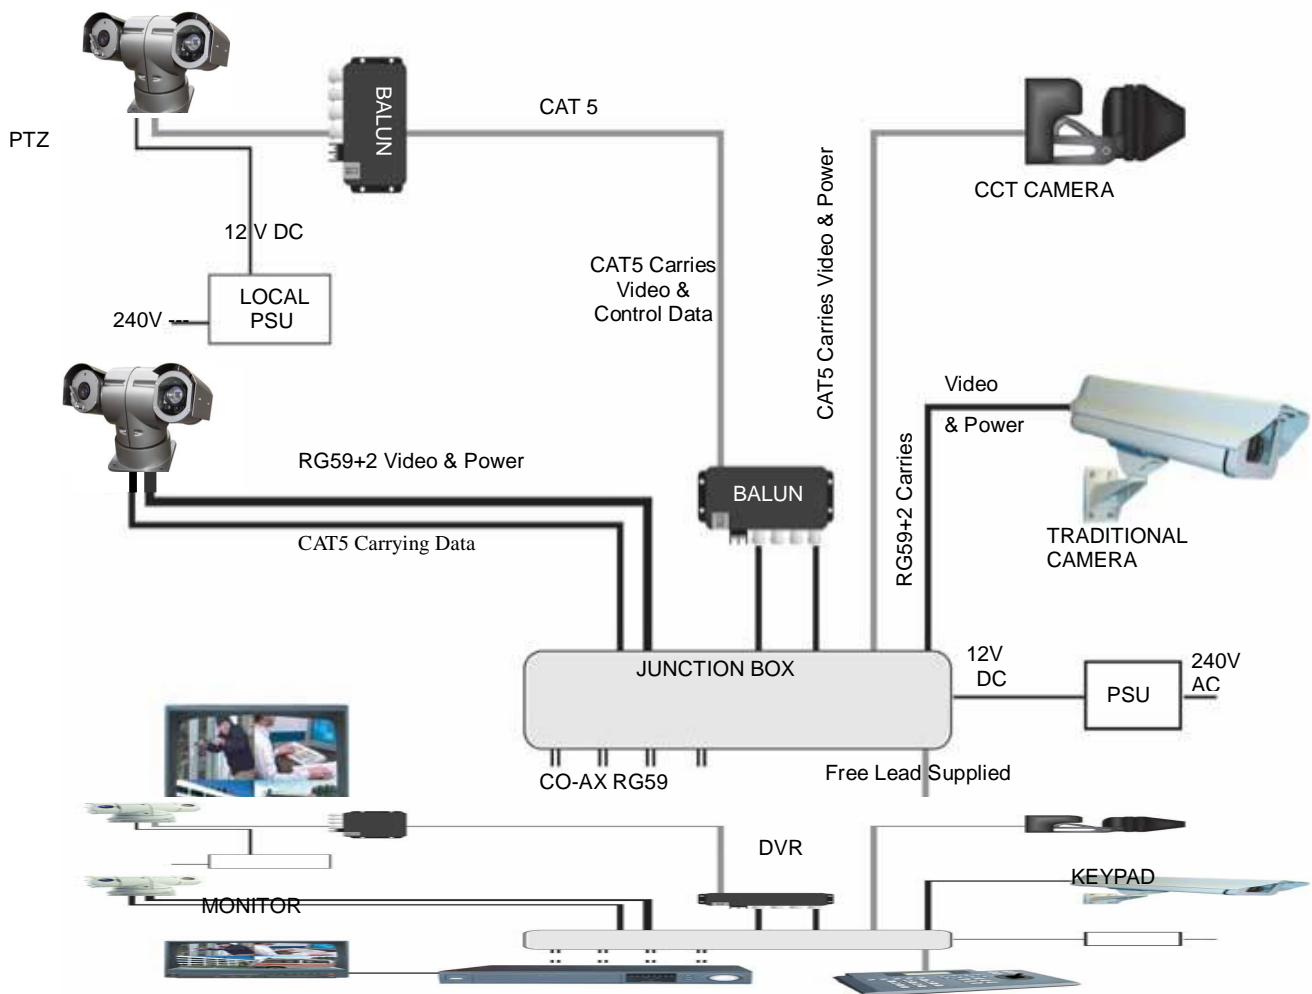 PTZ
BALUN
CAT 5
CCT CAMERA
12 V DC
LOCAL
PSU
240V
CAT5 Carries
Video &
Control Data
CAT5 Carries Video & Power
RG59+2 Video & Power
CAT5 Carrying Data
BALUN
RG59+2 Carries
Video
& Power
TRADITIONAL
CAMERA
JUNCTION BOX
12V
DC
PSU
240V
AC
CO-AX RG59
Free Lead Supplied
DVR
KEYPAD
MONITOR